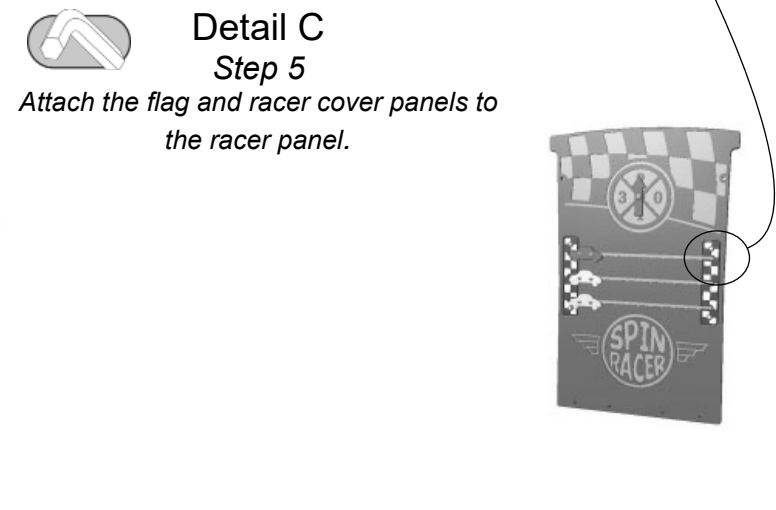 Detail C
Step 5
Attach the flag and racer cover panels to
the racer panel.
3 0
SPIN
RACER